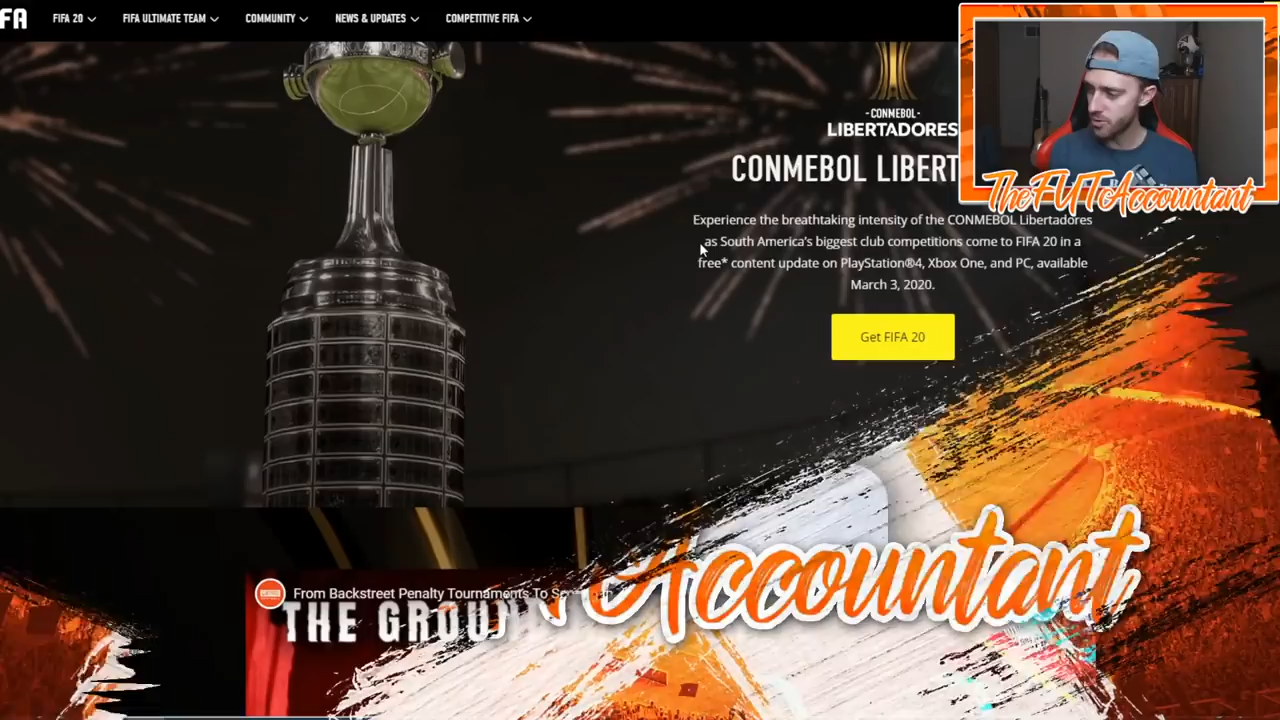 FA
FIFA 20
FIFA ULTIMATE TEAM
COMMUNITY
NEWS & UPDATES
COMPETITIVE FIFA
-CONMEBOL-
LIBERTADORES
CONMEBOL LIBERT
Experience the breathtaking intensity of the CONMEBOL Libertadores
as South America's biggest club competitions come to FIFA 20 in a
free* content update on PlayStation®4, Xbox One, and PC, available
March 3, 2020.
Get FIFA 20
TheFUTAccountant
From Backstreet Penalty Tournaments To
THE GROUN
Accountant